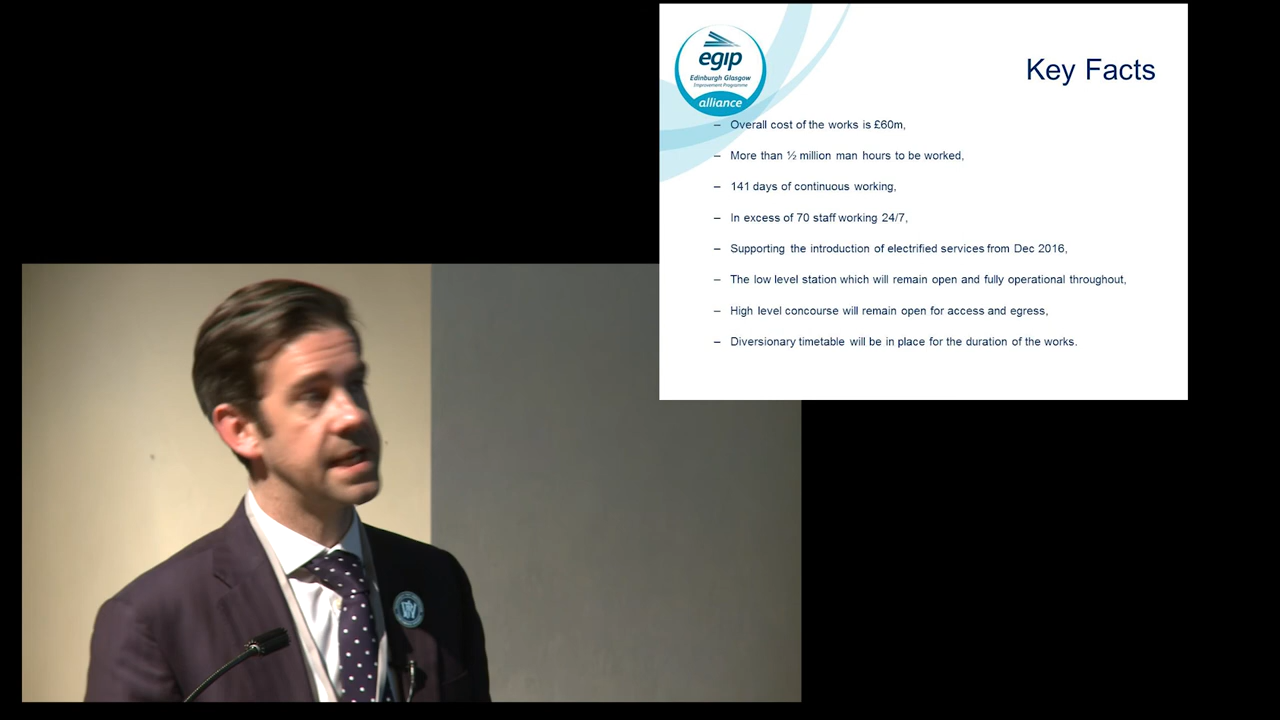 egip
Edinburgh Glasgow
Improvement Programme
alliance
Key Facts
– Overall cost of the works is £60m,
– More than ½ million man hours to be worked,
– 141 days of continuous working,
– In excess of 70 staff working 24/7,
– Supporting the introduction of electrified services from Dec 2016,
– The low level station which will remain open and fully operational throughout,
– High level concourse will remain open for access and egress,
– Diversionary timetable will be in place for the duration of the works.